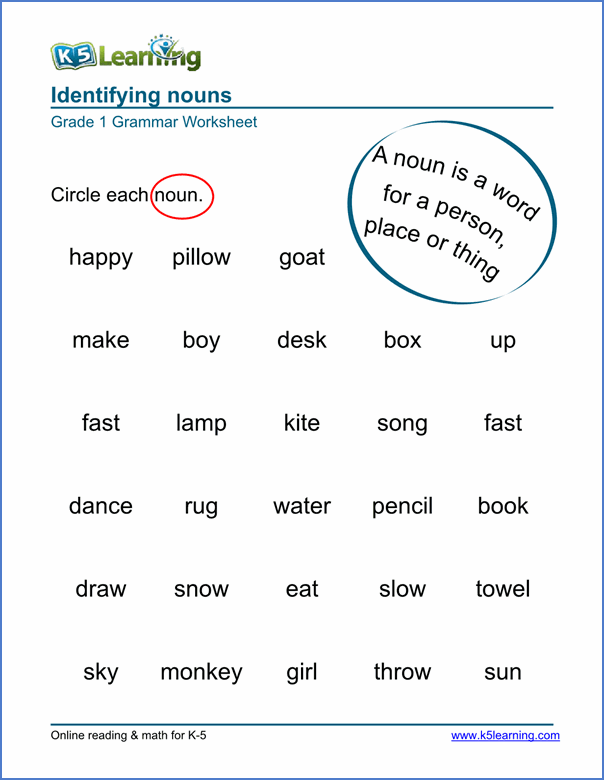 K5 Learning
Identifying nouns
Grade 1 Grammar Worksheet
A noun is a word
for a person,
place or thing
Circle each noun.
happy pillow goat
make boy desk box up
fast lamp kite song fast
dance rug water pencil book
draw snow eat slow towel
sky monkey girl throw sun
Online reading & math for K-5 www.k5learning.com